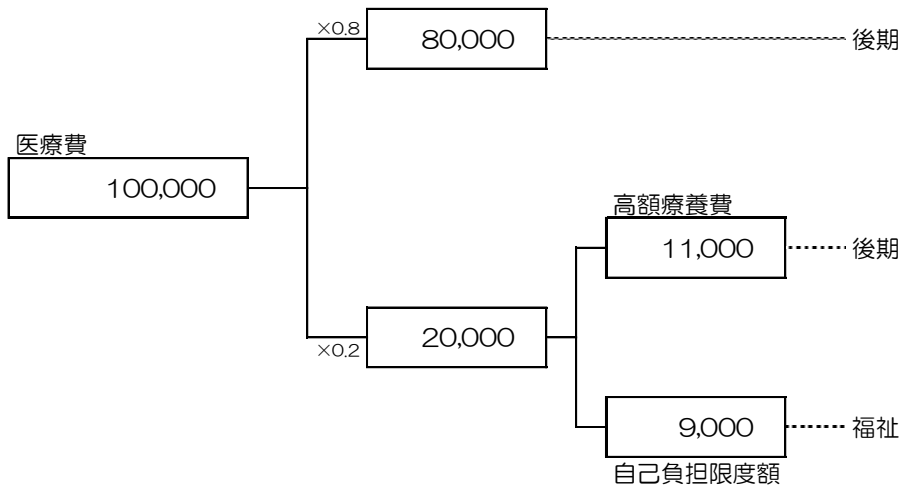 ×0.8
80,000
後期
医療費
100,000
高額療養費
11,000
後期
×0.2
20,000
9,000
福祉
自己負担限度額